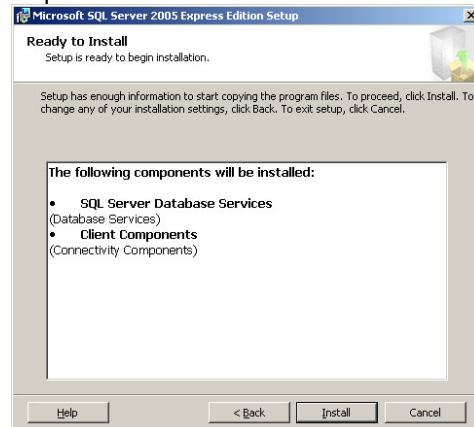 Microsoft SQL Server 2005 Express Edition Setup
Ready to Install
Setup is ready to begin installation.
Setup has enough information to start copying the program files. To proceed, click Install. To
change any of your installation settings, click Back. To exit setup, click Cancel.
The following components will be installed:
• SQL Server Database Services
(Database Services)
• Client Components
(Connectivity Components)
Help < Back Install Cancel